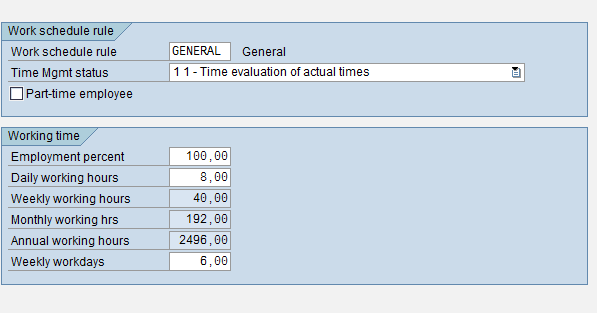 Work schedule rule
Work schedule rule GENERAL General
Time Mgmt status 1 1 - Time evaluation of actual times
Part-time employee
Working time
Employment percent 100,00
Daily working hours 8,00
Weekly working hours 40,00
Monthly working hrs 192,00
Annual working hours 2496,00
Weekly workdays 6,00